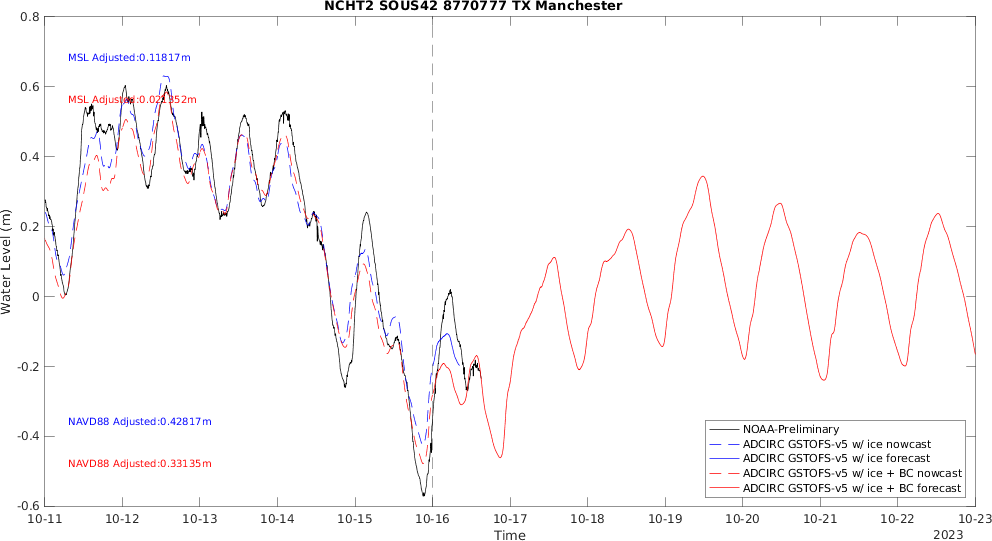 NCHT2 SOUS42 8770777 TX Manchester
0.8
0.6
0.4
0.2
0
-0.2
-0.4
-0.6
Water Level (m)
MSL Adjusted:0.11817m
MSL Adjusted:0.021352m
NAVD88 Adjusted:0.42817m
NAVD88 Adjusted:0.33135m
NOAA-Preliminary
ADCIRC GSTOFS-v5 w/ ice nowcast
ADCIRC GSTOFS-v5 w/ ice forecast
ADCIRC GSTOFS-v5 w/ ice + BC nowcast
ADCIRC GSTOFS-v5 w/ ice + BC forecast
10-11 10-12 10-13 10-14 10-15 10-16 10-17 10-18 10-19 10-20 10-21 10-22 10-23
Time
2023